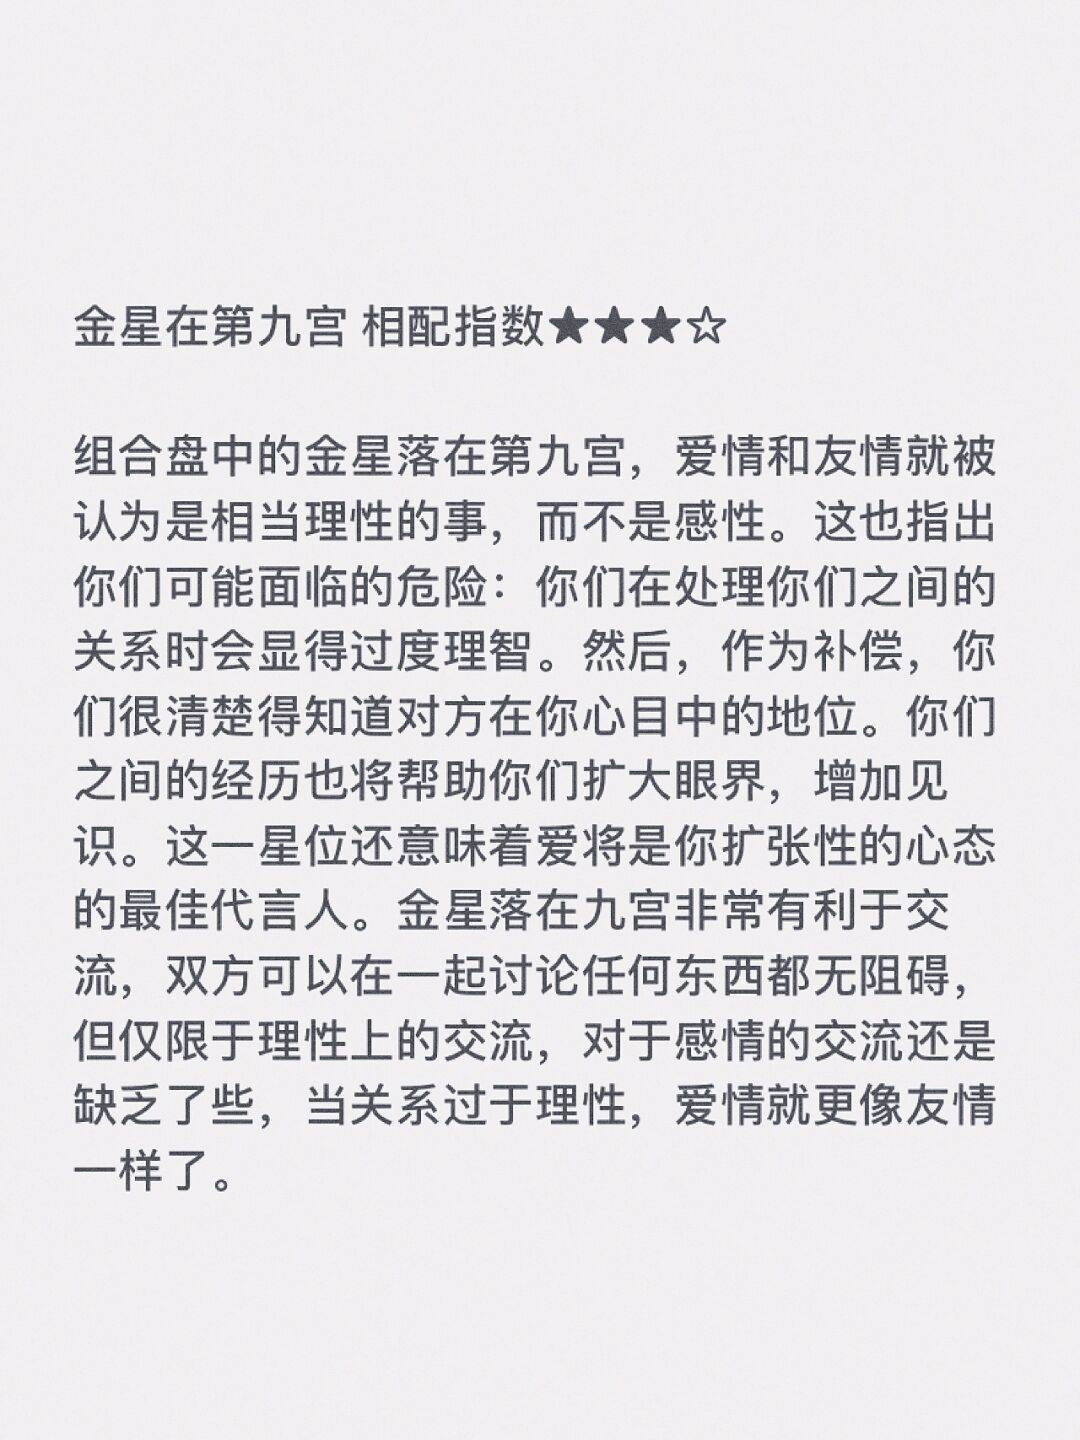 金星在第九宫 相配指数★★★☆
组合盘中的金星落在第九宫，爱情和友情就被
认为是相当理性的事，而不是感性。这也指出
你们可能面临的危险：你们在处理你们之间的
关系时会显得过度理智。然后，作为补偿，你
们很清楚得知道对方在你心目中的地位。你们
之间的经历也将帮助你们扩大眼界，增加见
识。这一星位还意味着爱将是你扩张性的心态
的最佳代言人。金星落在九宫非常有利于交
流，双方可以在一起讨论任何东西都无阻碍，
但仅限于理性上的交流，对于感情的交流还是
缺乏了些，当关系过于理性，爱情就更像友情
一样了。